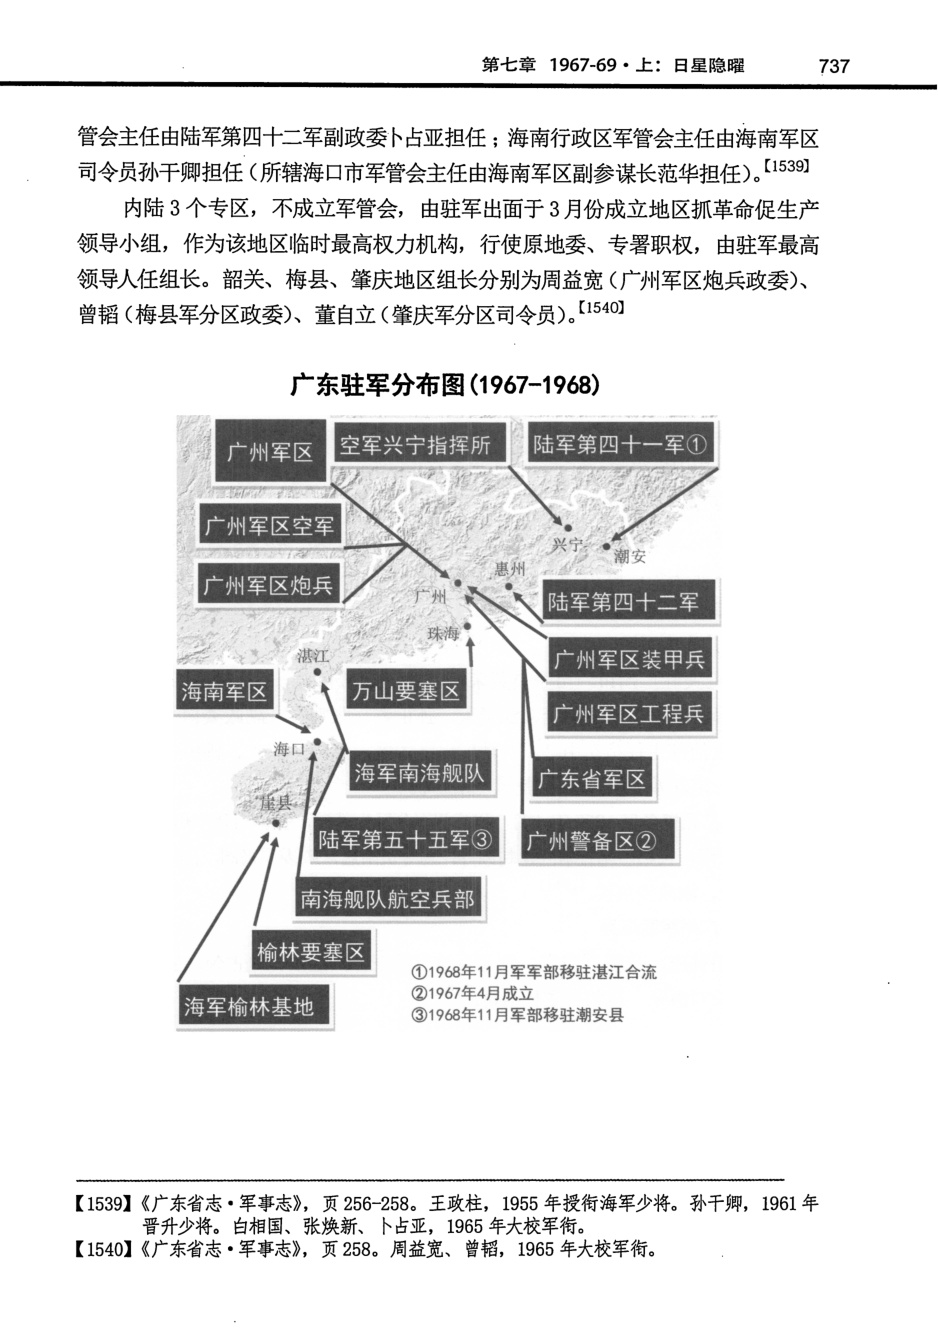 第七章 1967-69·上：日星隐曜 737
管会主任由陆军第四十二军副政委卜占亚担任；海南行政区军管会主任由海南军区
司令员孙干卿担任（所辖海口市军管会主任由海南军区副参谋长范华担任）。【1539】
内陆3个专区，不成立军管会，由驻军出面于3月份成立地区抓革命促生产
领导小组，作为该地区临时最高权力机构，行使原地委、专署职权，由驻军最高
领导人任组长。韶关、梅县、肇庆地区组长分别为周益宽（广州军区炮兵政委）、
曾韬（梅县军分区政委）、董自立（肇庆军分区司令员）。【1540】
广东驻军分布图(1967-1968)
广州军区
空军兴宁指挥所
陆军第四十一军①
广州军区空军
兴宁
潮安
广州军区炮兵
惠州
广州
陆军第四十二军
珠海
广州军区装甲兵
湛江
海南军区
万山要塞区
广州军区工程兵
海口
海军南海舰队
广东省军区
崖县
陆军第五十五军③
广州警备区②
南海舰队航空兵部
榆林要塞区
海军榆林基地
①1968年11月军军部移驻湛江合流
②1967年4月成立
③1968年11月军部移驻潮安县
【1539】《广东省志·军事志》，页256-258。王政柱，1955年授衔海军少将。孙干卿，1961年
晋升少将。白相国、张焕新、卜占亚，1965年大校军衔。
【1540】《广东省志·军事志》，页258。周益宽、曾韬，1965年大校军衔。